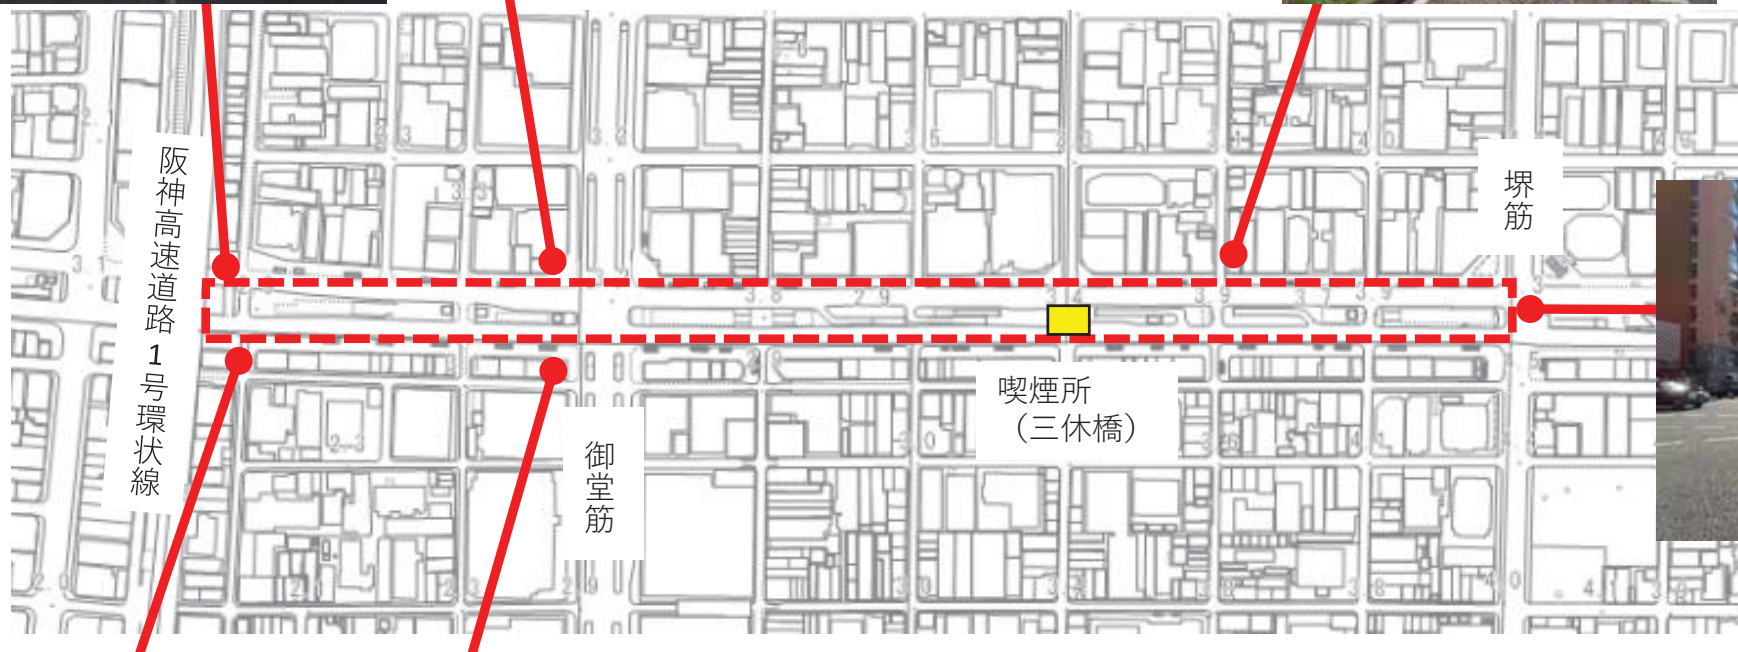 阪神高速道路1号環状線
御堂筋
喫煙所
（三休橋）
堺筋